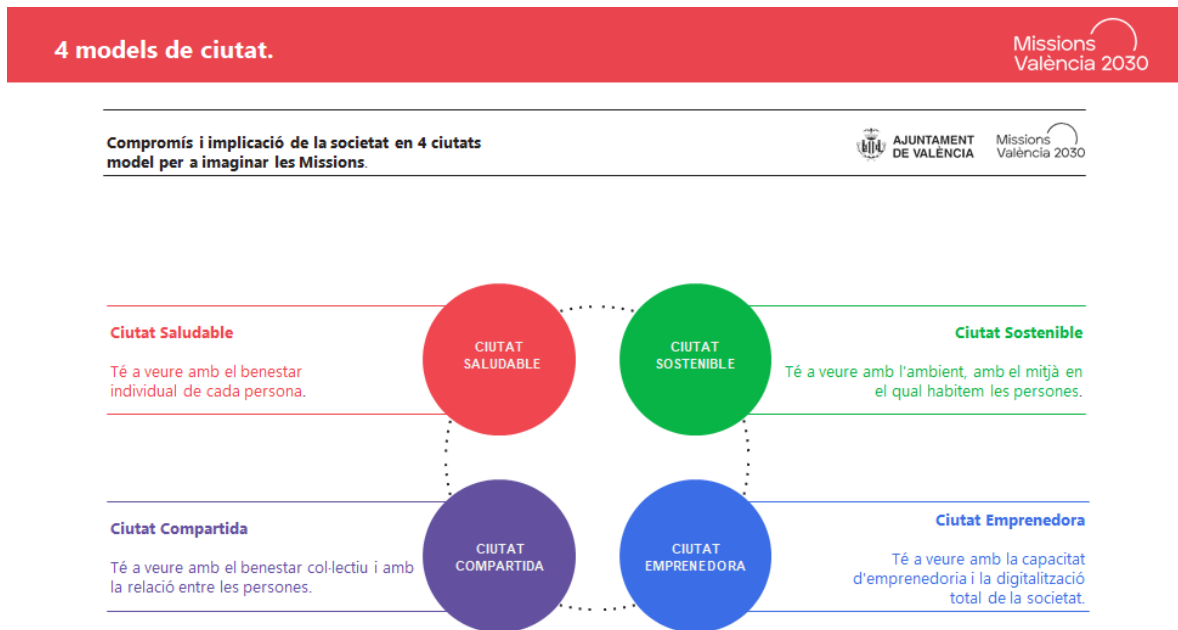 4 models de ciutat.
Missions
València 2030
Compromís i implicació de la societat en 4 ciutats
model per a imaginar les Missions.
AJUNTAMENT
DE VALÈNCIA
Missions
València 2030
Ciutat Saludable
Té a veure amb el benestar
individual de cada persona.
CIUTAT
SALUDABLE
CIUTAT
SOSTENIBLE
Ciutat Sostenible
Té a veure amb l'ambient, amb el mitjà en
el qual habitem les persones.
Ciutat Compartida
Té a veure amb el benestar col·lectiu i amb
la relació entre les persones.
CIUTAT
COMPARTIDA
CIUTAT
EMPRENEDORA
Ciutat Emprenedora
Té a veure amb la capacitat
d'emprenedoria i la digitalització
total de la societat.